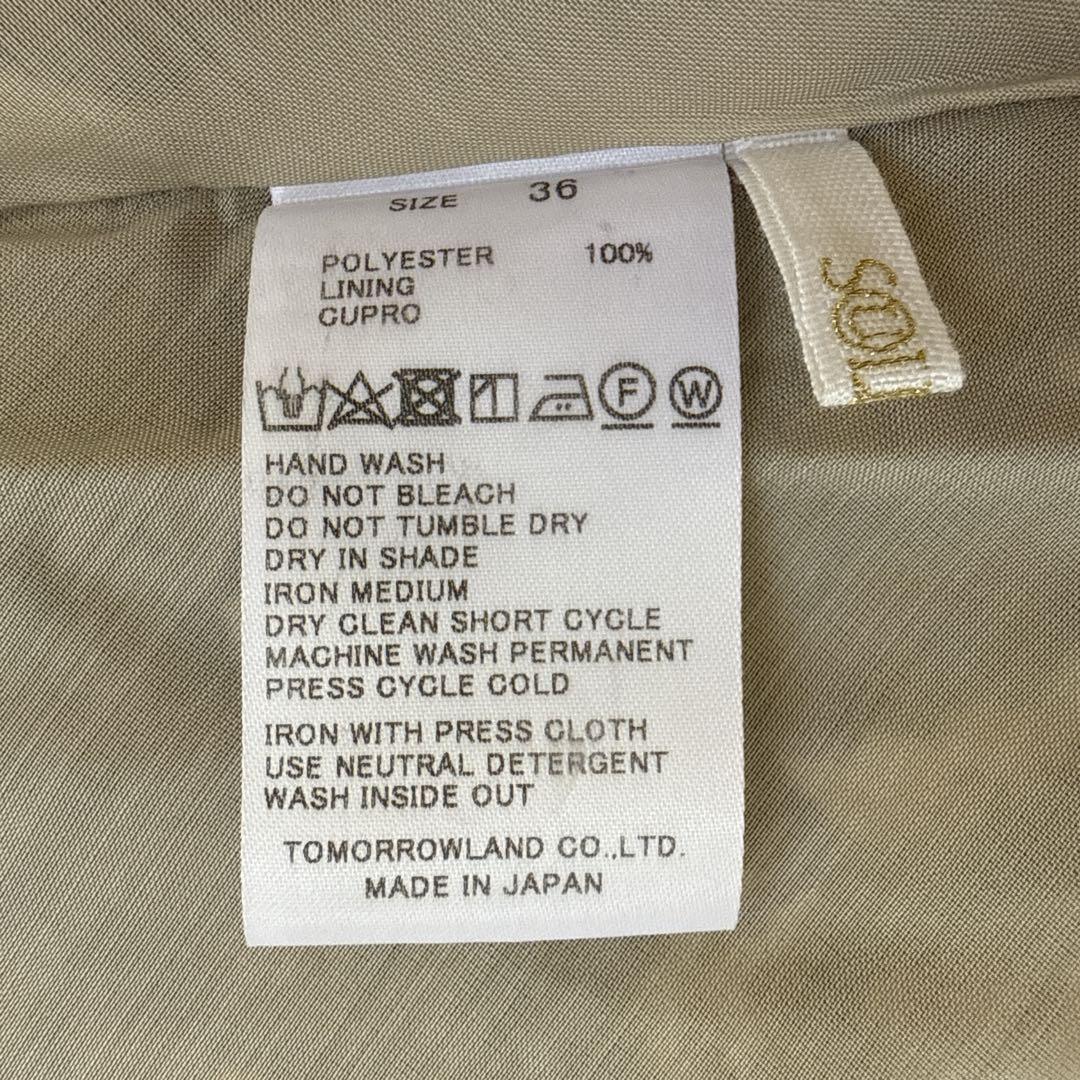 SIZE 36
POLYESTER 100%
LINING
CUPRO
F W
HAND WASH
DO NOT BLEACH
DO NOT TUMBLE DRY
DRY IN SHADE
IRON MEDIUM
DRY CLEAN SHORT CYCLE
MACHINE WASH PERMANENT
PRESS CYCLE COLD
IRON WITH PRESS CLOTH
USE NEUTRAL DETERGENT
WASH INSIDE OUT
TOMORROWLAND CO.,LTD.
MADE IN JAPAN